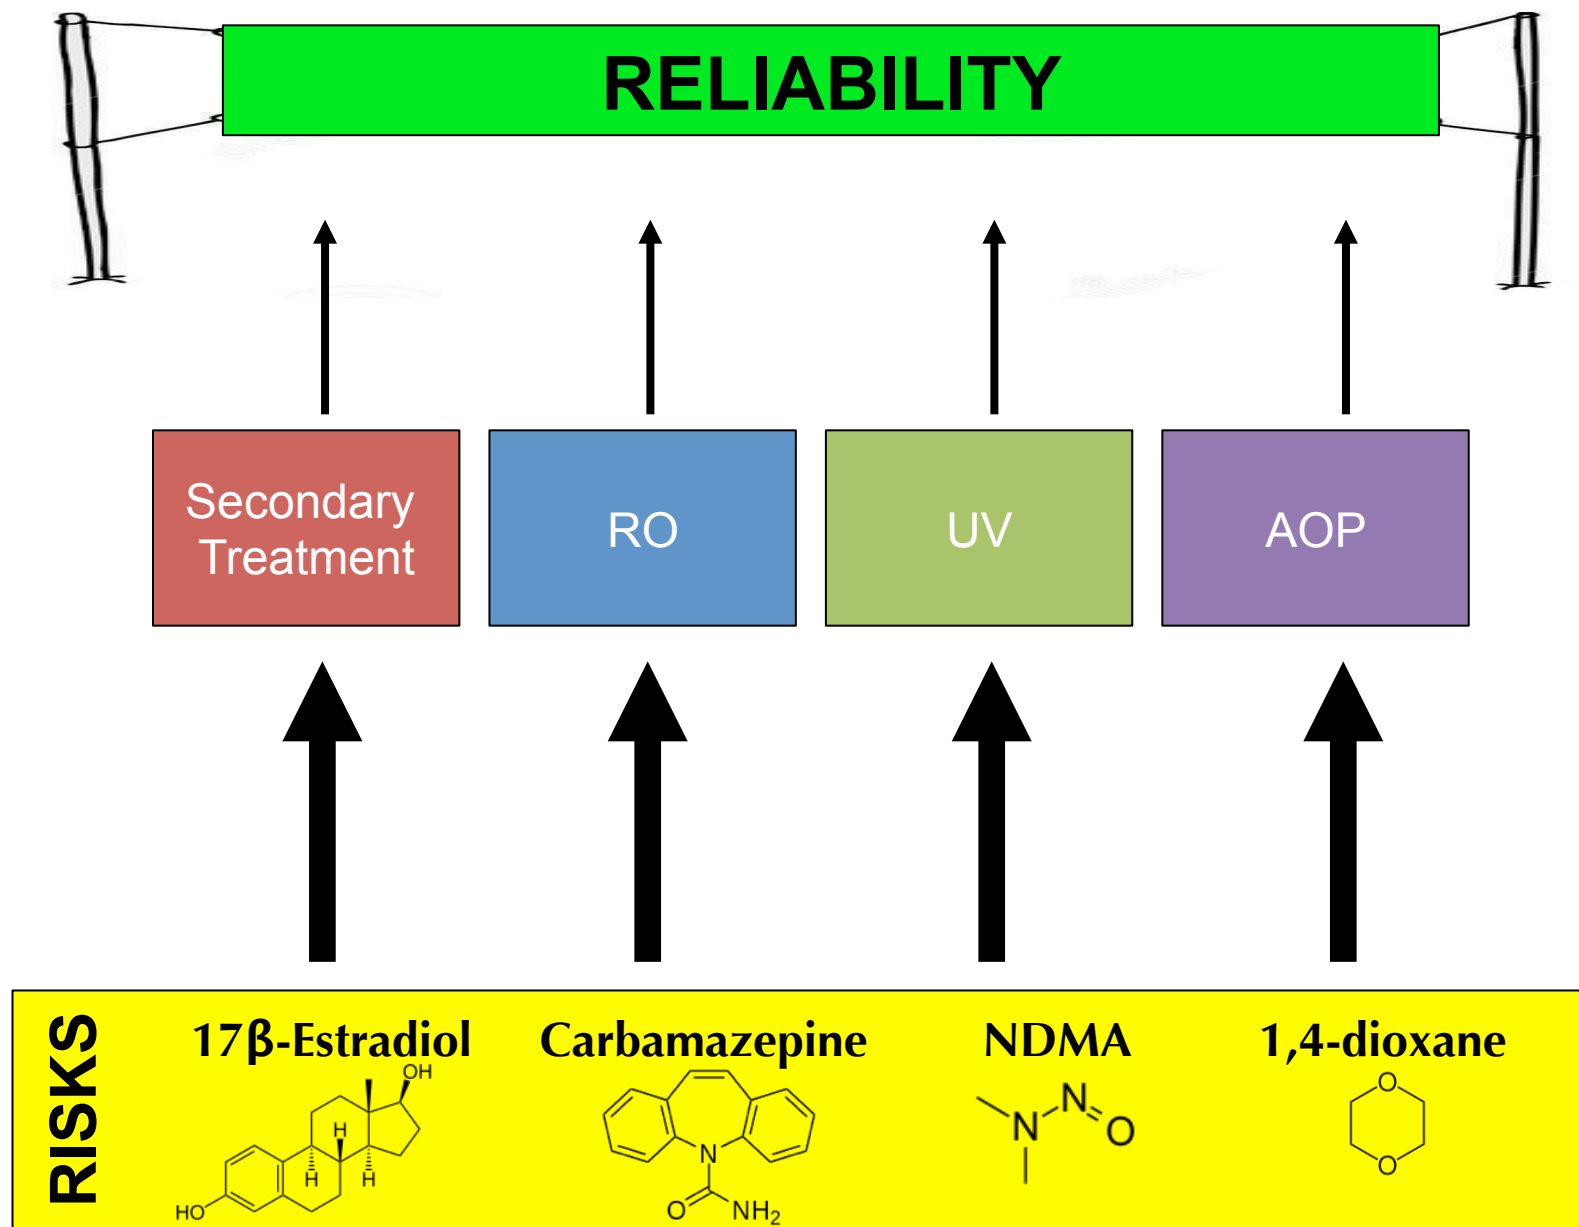 RELIABILITY
Secondary
Treatment
RO
UV
AOP
RISKS
17β-Estradiol
Carbamazepine
NDMA
1,4-dioxane
OH
H
H
H
HO
N
O
NH₂
N
N
O
O
O